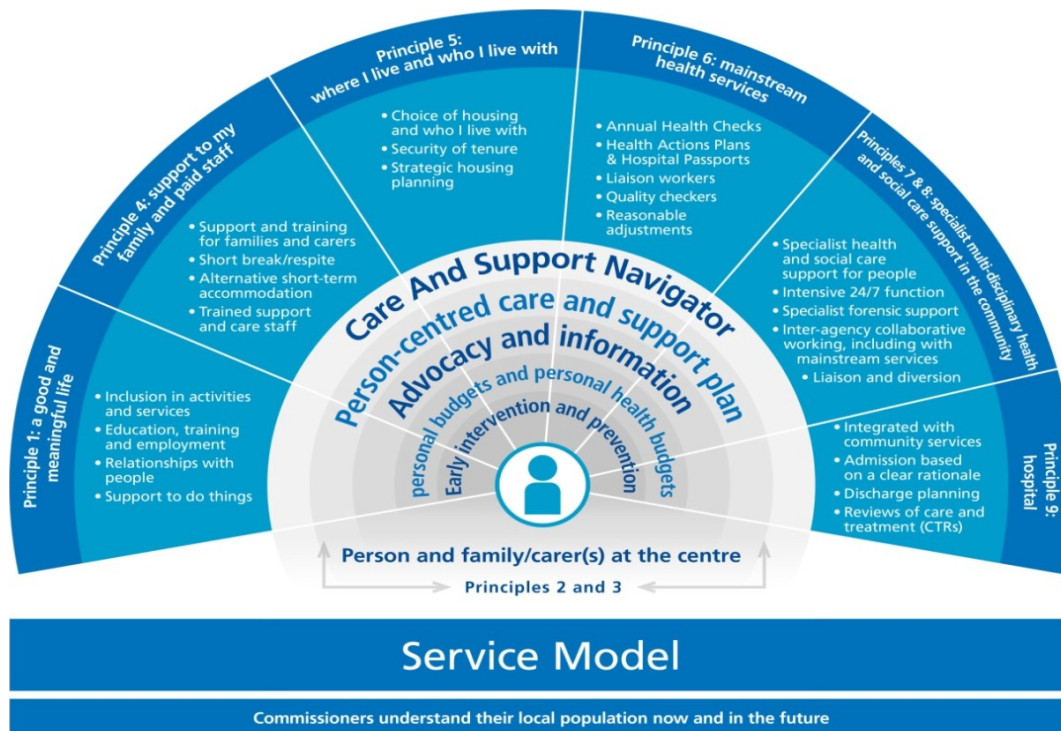 Principle 1: a good and
meaningful life
• Inclusion in activities
and services
• Education, training
and employment
• Relationships with
people
• Support to do things
Principle 4: support to my
family and paid staff
• Support and training
for families and carers
• Short break/respite
• Alternative short-term
accommodation
• Trained support
and care staff
Principle 5:
where I live and who I live with
• Choice of housing
and who I live with
• Security of tenure
• Strategic housing
planning
Principle 6: mainstream
health services
• Annual Health Checks
• Health Actions Plans
& Hospital Passports
• Liaison workers
• Quality checkers
• Reasonable
adjustments
Principles 7 & 8: specialist multi-disciplinary health
and social care support in the community
• Specialist health
and social care
support for people
• Intensive 24/7 function
• Specialist forensic support
• Inter-agency collaborative
working, including with
mainstream services
• Liaison and diversion
Principle 9:
hospital
• Integrated with
community services
• Admission based
on a clear rationale
• Discharge planning
• Reviews of care and
treatment (CTRs)
Care And Support Navigator
Person-centred care and support plan
Advocacy and information
personal budgets and personal health budgets
Early intervention and prevention
Person and family/carer(s) at the centre
Principles 2 and 3
Service Model
Commissioners understand their local population now and in the future